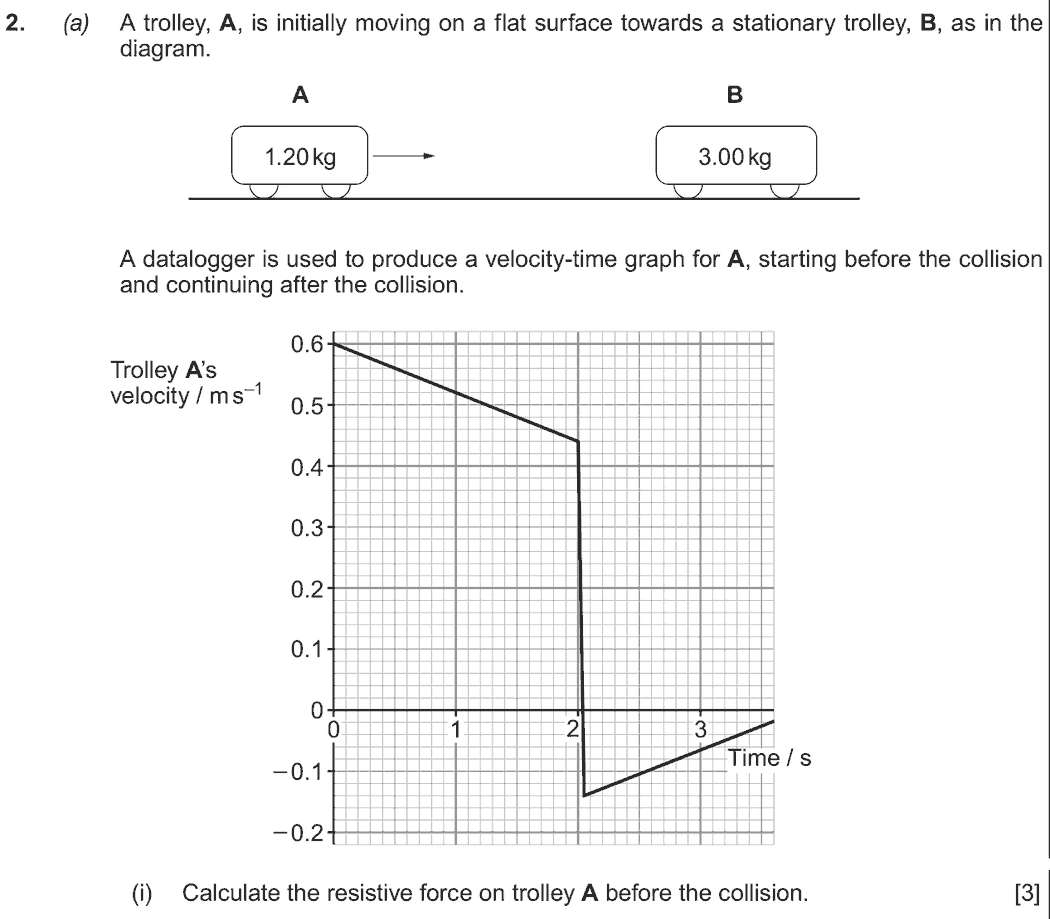 2. (a) A trolley, A, is initially moving on a flat surface towards a stationary trolley, B, as in the
diagram.
A
B
1.20 kg
3.00 kg
A datalogger is used to produce a velocity-time graph for A, starting before the collision
and continuing after the collision.
Trolley A's
velocity / m s⁻¹
0.6
0.5
0.4
0.3
0.2
0.1
0
0 1 2 3
Time / s
−0.1
−0.2
(i) Calculate the resistive force on trolley A before the collision. [3]